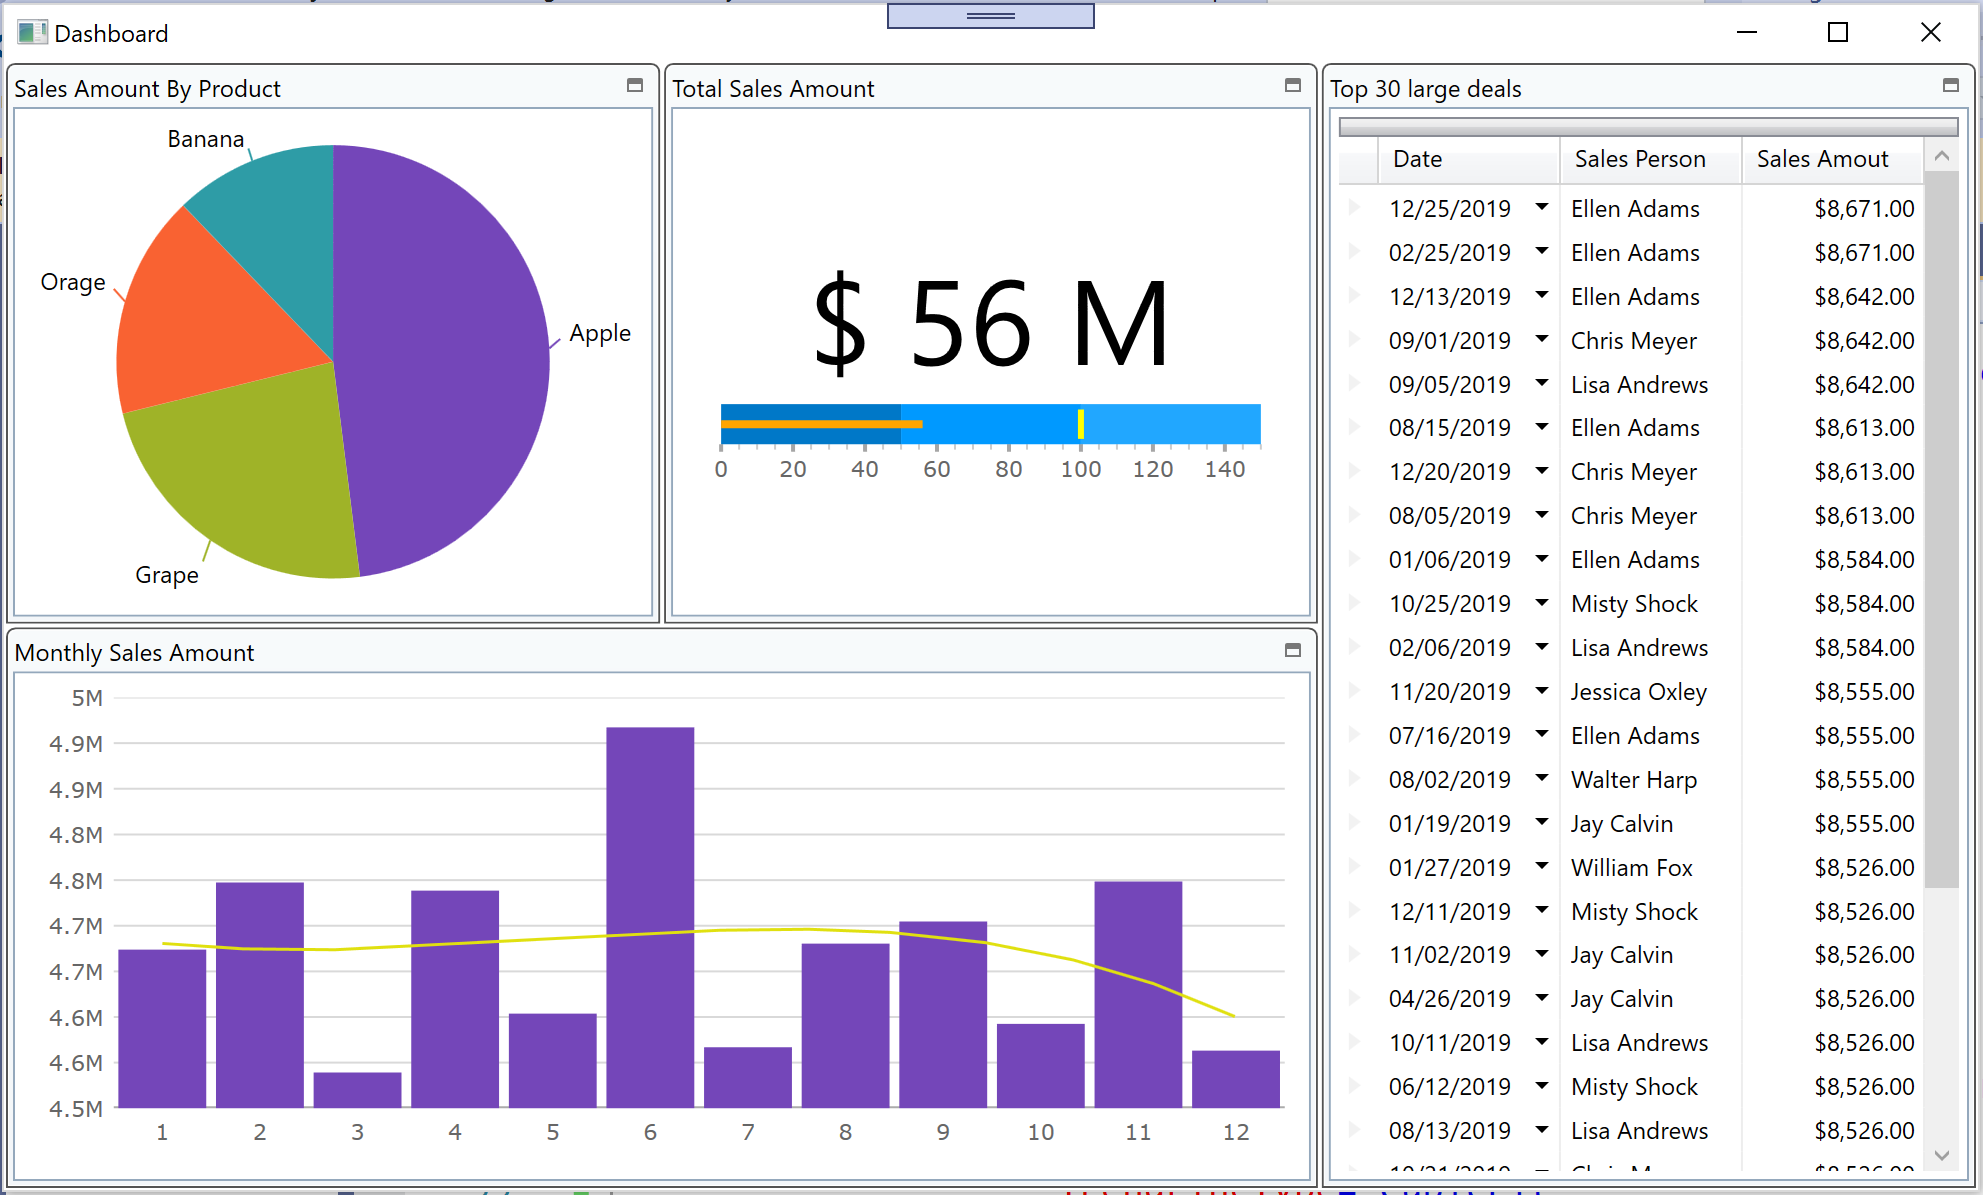 Dashboard
Sales Amount By Product
Banana
Orage
Apple
Grape
Total Sales Amount
$ 56 M
0 20 40 60 80 100 120 140
Monthly Sales Amount
5M
4.9M
4.9M
4.8M
4.8M
4.7M
4.7M
4.6M
4.6M
4.5M
1 2 3 4 5 6 7 8 9 10 11 12
Top 30 large deals
Date Sales Person Sales Amout
12/25/2019 Ellen Adams $8,671.00
02/25/2019 Ellen Adams $8,671.00
12/13/2019 Ellen Adams $8,642.00
09/01/2019 Chris Meyer $8,642.00
09/05/2019 Lisa Andrews $8,642.00
08/15/2019 Ellen Adams $8,613.00
12/20/2019 Chris Meyer $8,613.00
08/05/2019 Chris Meyer $8,613.00
01/06/2019 Ellen Adams $8,584.00
10/25/2019 Misty Shock $8,584.00
02/06/2019 Lisa Andrews $8,584.00
11/20/2019 Jessica Oxley $8,555.00
07/16/2019 Ellen Adams $8,555.00
08/02/2019 Walter Harp $8,555.00
01/19/2019 Jay Calvin $8,555.00
01/27/2019 William Fox $8,526.00
12/11/2019 Misty Shock $8,526.00
11/02/2019 Jay Calvin $8,526.00
04/26/2019 Jay Calvin $8,526.00
10/11/2019 Lisa Andrews $8,526.00
06/12/2019 Misty Shock $8,526.00
08/13/2019 Lisa Andrews $8,526.00